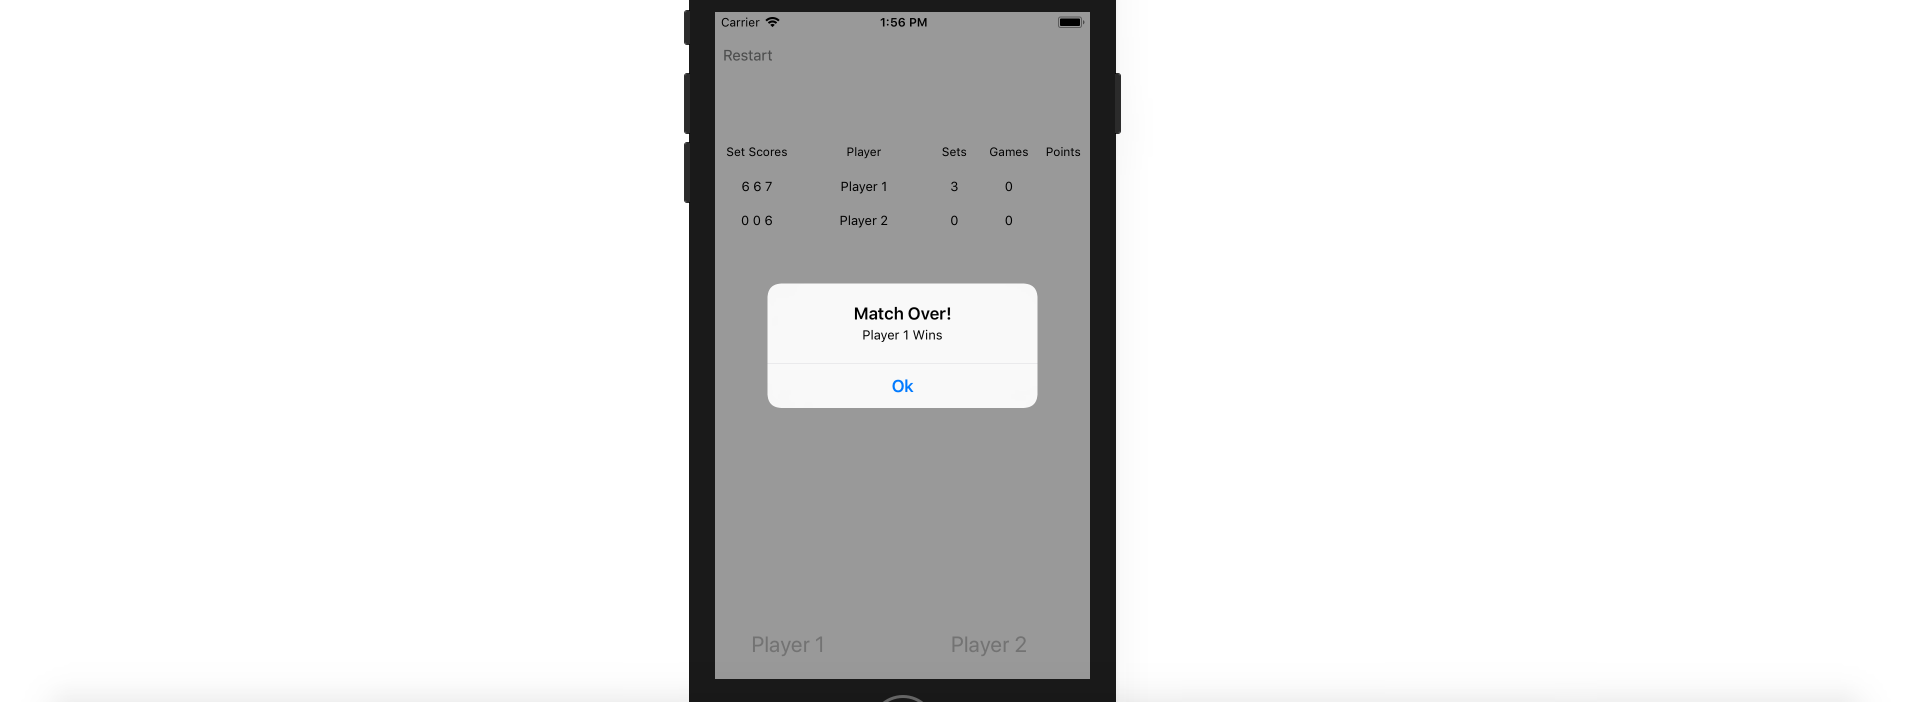 Carrier 1:56 PM
Restart
Set Scores Player Sets Games Points
6 6 7 Player 1 3 0
0 0 6 Player 2 0 0
Match Over!
Player 1 Wins
Ok
Player 1 Player 2